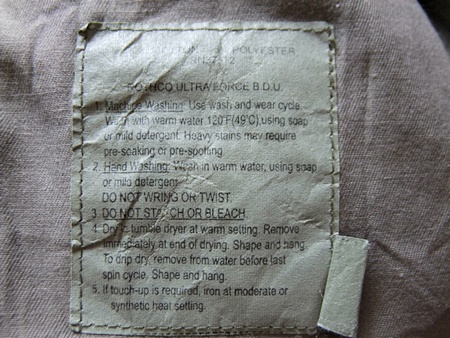 POLYESTER
ROTHCO ULTRA FORCE B.D.U.
1. Machine Washing: Use wash and wear cycle.
Wash with warm water 120°F(49°C),using soap
or mild detergent. Heavy stains may require
pre-soaking or pre-spotting.
2. Hand Washing: Wash in warm water, using soap
or mild detergent.
DO NOT WRING OR TWIST.
3. DO NOT STARCH OR BLEACH.
4. Dry in tumble dryer at warm setting. Remove
immediately at end of drying. Shape and hang.
To drip dry, remove from water before last
spin cycle. Shape and hang.
5. If touch-up is required, iron at moderate or
synthetic heat setting.